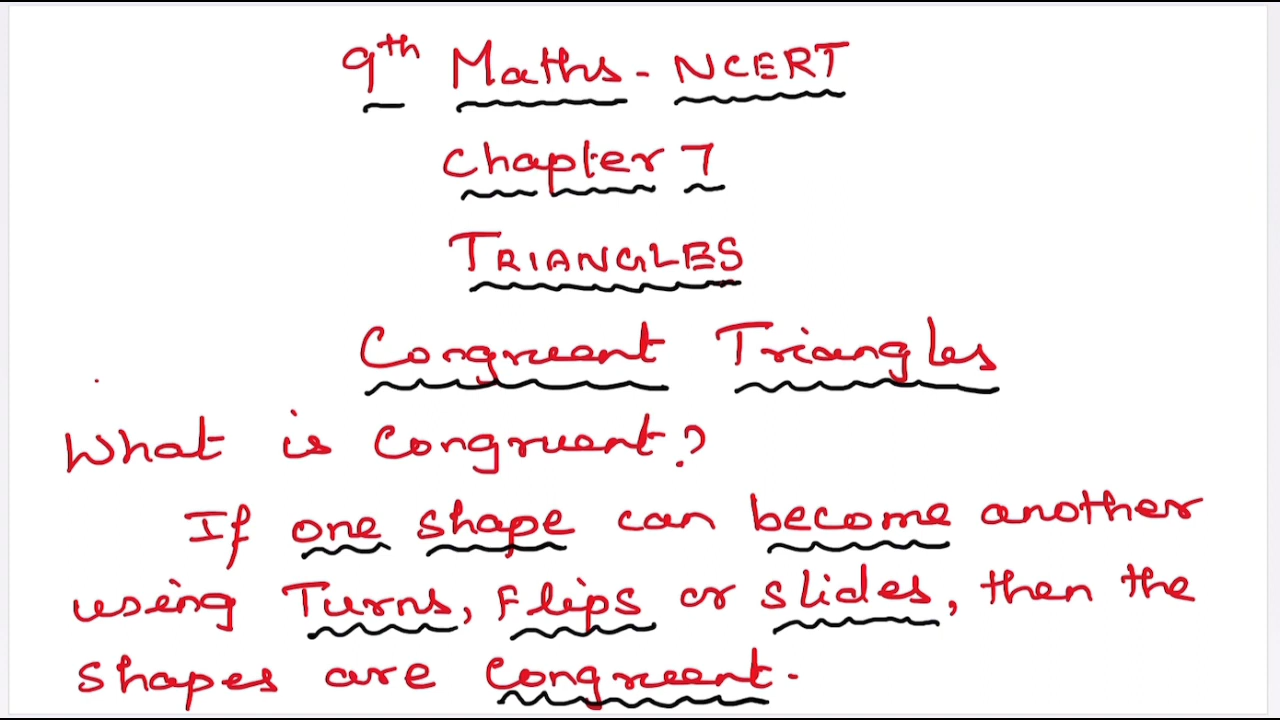 9th Maths - NCERT
Chapter 7
TRIANGLES
Congruent Triangles
What is congruent?
If one shape can become another
using Turns, Flips or slides, then the
shapes are congruent.